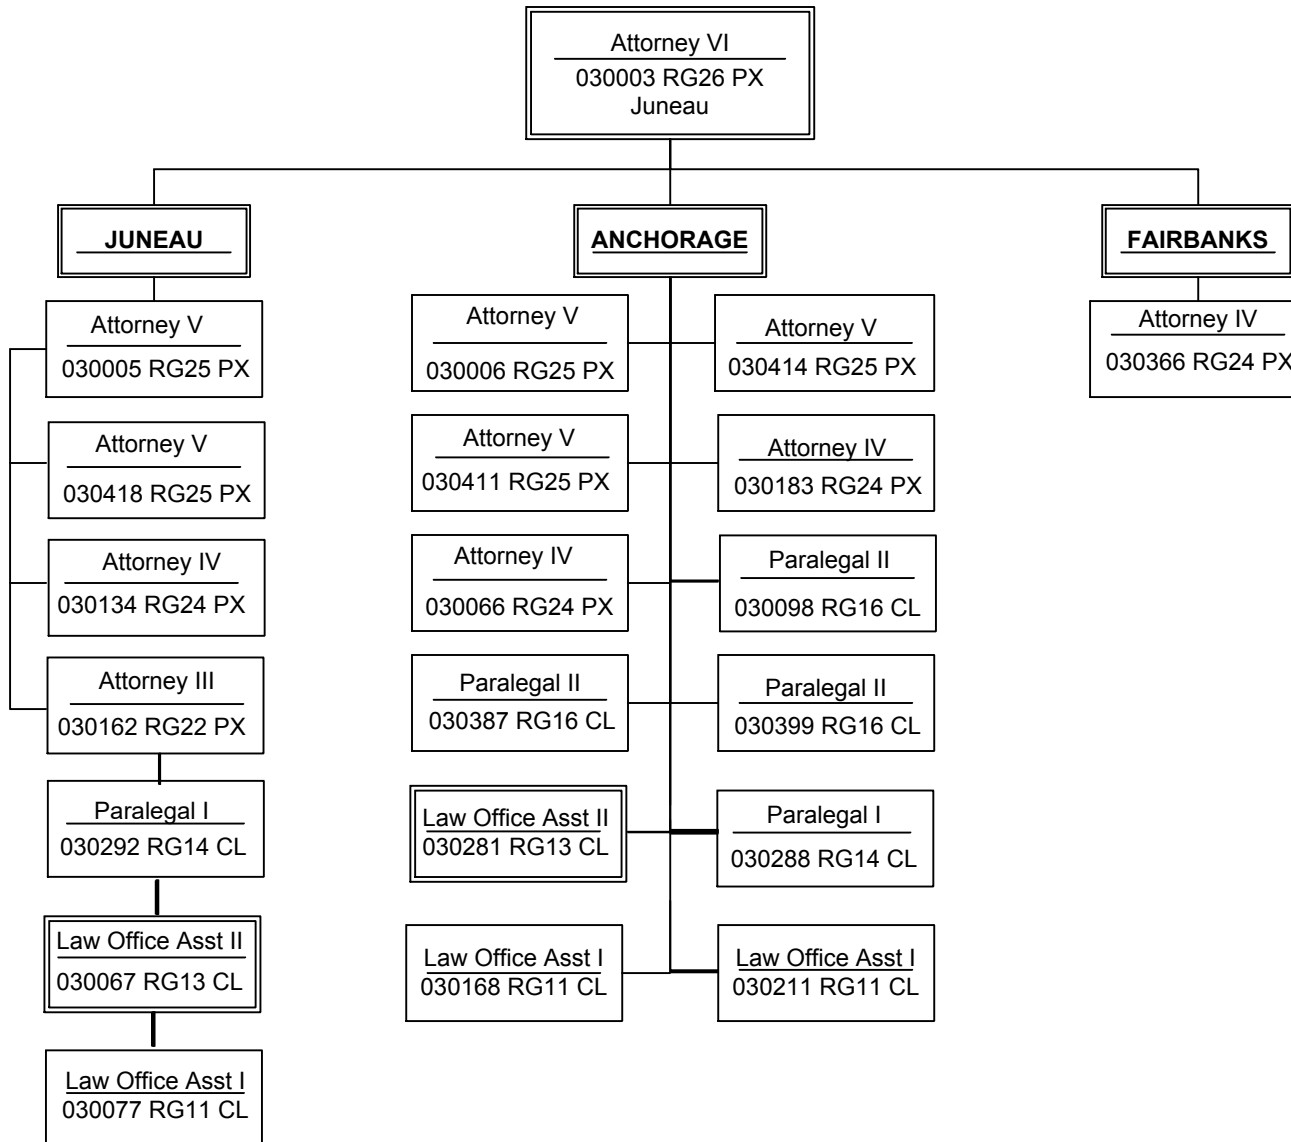 Attorney VI
030003 RG26 PX
Juneau
JUNEAU
Attorney V
030005 RG25 PX
Attorney V
030418 RG25 PX
Attorney IV
030134 RG24 PX
Attorney III
030162 RG22 PX
Paralegal I
030292 RG14 CL
Law Office Asst II
030067 RG13 CL
Law Office Asst I
030077 RG11 CL
ANCHORAGE
Attorney V
030006 RG25 PX
Attorney V
030414 RG25 PX
Attorney V
030411 RG25 PX
Attorney IV
030183 RG24 PX
Attorney IV
030066 RG24 PX
Paralegal II
030098 RG16 CL
Paralegal II
030387 RG16 CL
Paralegal II
030399 RG16 CL
Law Office Asst II
030281 RG13 CL
Paralegal I
030288 RG14 CL
Law Office Asst I
030168 RG11 CL
Law Office Asst I
030211 RG11 CL
FAIRBANKS
Attorney IV
030366 RG24 PX